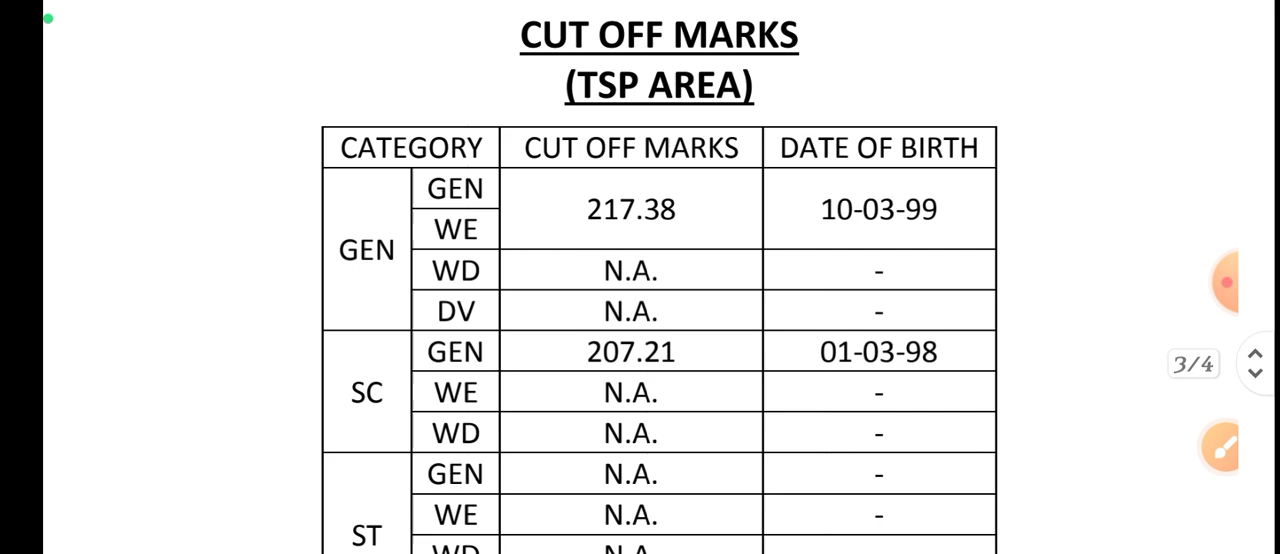 CUT OFF MARKS
(TSP AREA)
CATEGORY CUT OFF MARKS DATE OF BIRTH
GEN GEN 217.38 10-03-99
WE
WD N.A. -
DV N.A. -
SC GEN 207.21 01-03-98
WE N.A. -
WD N.A. -
ST GEN N.A. -
WE N.A. -
WD N.A.
3/4